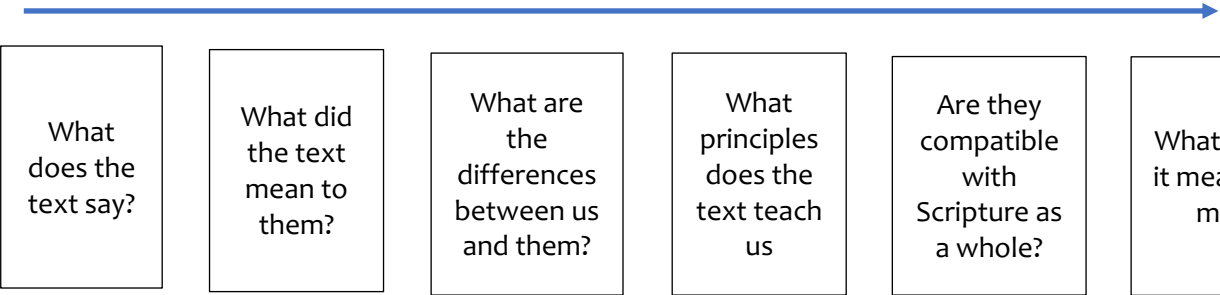 What
does the
text say?
What did
the text
mean to
them?
What are
the
differences
between us
and them?
What
principles
does the
text teach
us
Are they
compatible
with
Scripture as
a whole?
What
it